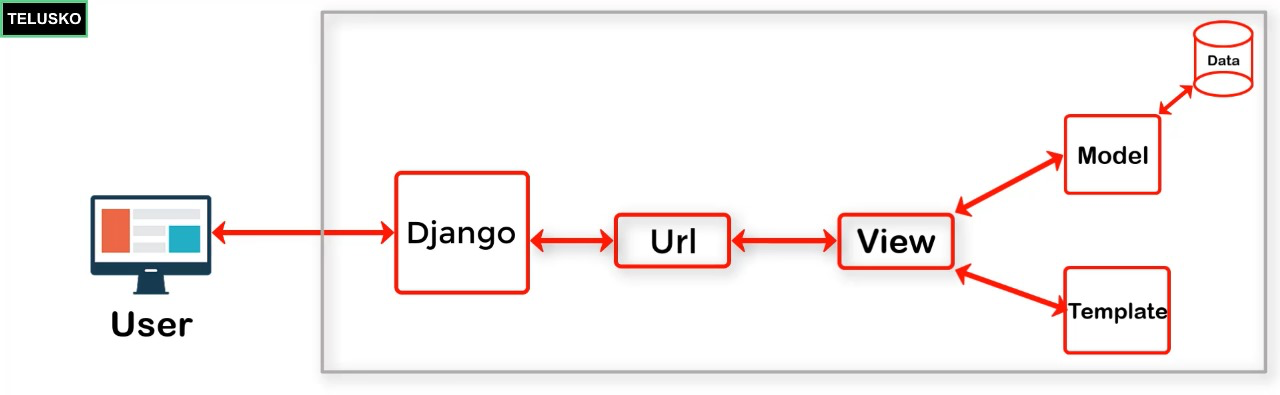 TELUSKO
Data
Model
Django
Url
View
Template
User